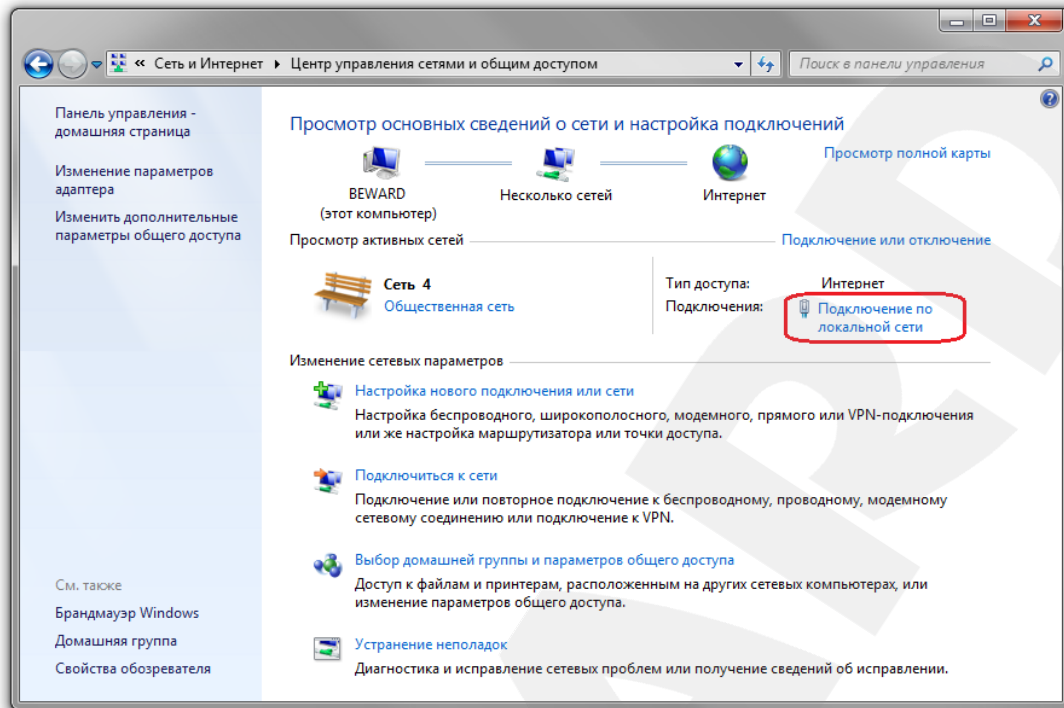 « Сеть и Интернет ▸ Центр управления сетями и общим доступом
Поиск в панели управления
Панель управления -
домашняя страница
Изменение параметров
адаптера
Изменить дополнительные
параметры общего доступа
Просмотр основных сведений о сети и настройка подключений
Просмотр полной карты
BEWARD
(этот компьютер)
Несколько сетей
Интернет
Просмотр активных сетей
Подключение или отключение
Сеть 4
Общественная сеть
Тип доступа: Интернет
Подключения: Подключение по
локальной сети
Изменение сетевых параметров
Настройка нового подключения или сети
Настройка беспроводного, широкополосного, модемного, прямого или VPN-подключения
или же настройка маршрутизатора или точки доступа.
Подключиться к сети
Подключение или повторное подключение к беспроводному, проводному, модемному
сетевому соединению или подключение к VPN.
Выбор домашней группы и параметров общего доступа
Доступ к файлам и принтерам, расположенным на других сетевых компьютерах, или
изменение параметров общего доступа.
Устранение неполадок
Диагностика и исправление сетевых проблем или получение сведений об исправлении.
См. также
Брандмауэр Windows
Домашняя группа
Свойства обозревателя